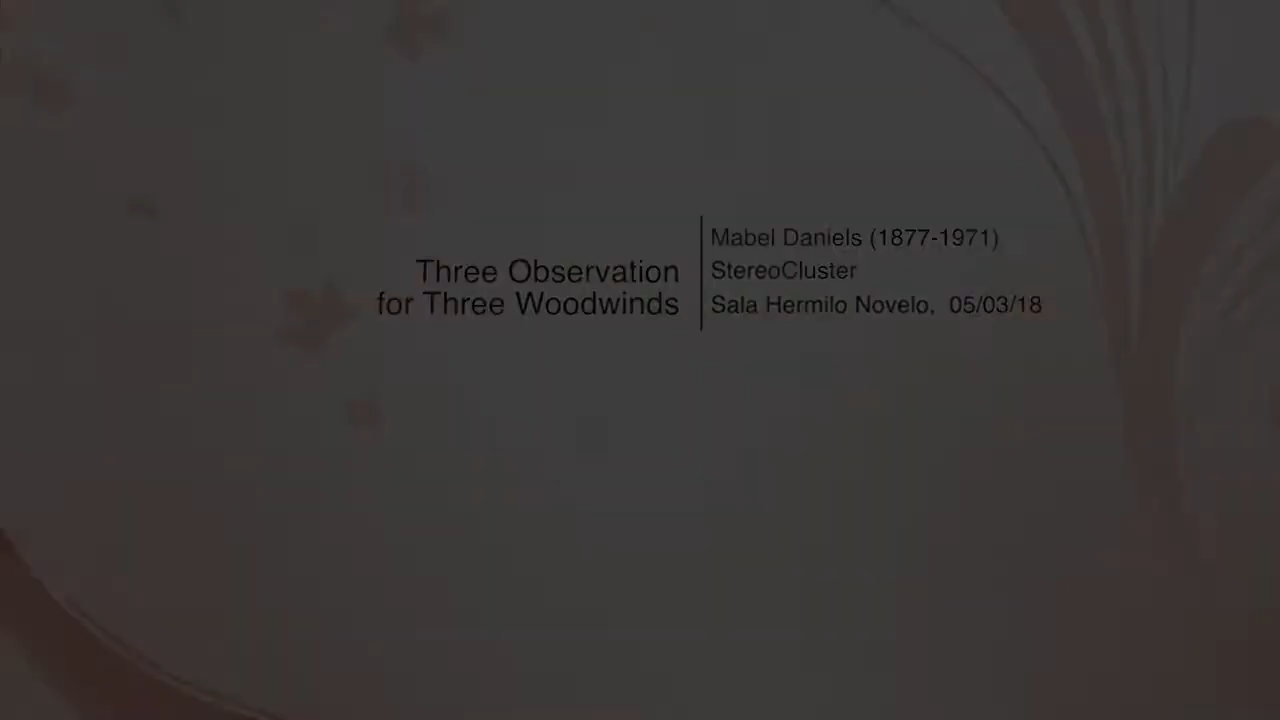 Three Observation
for Three Woodwinds
Mabel Daniels (1877-1971)
StereoCluster
Sala Hermilo Novelo, 05/03/18